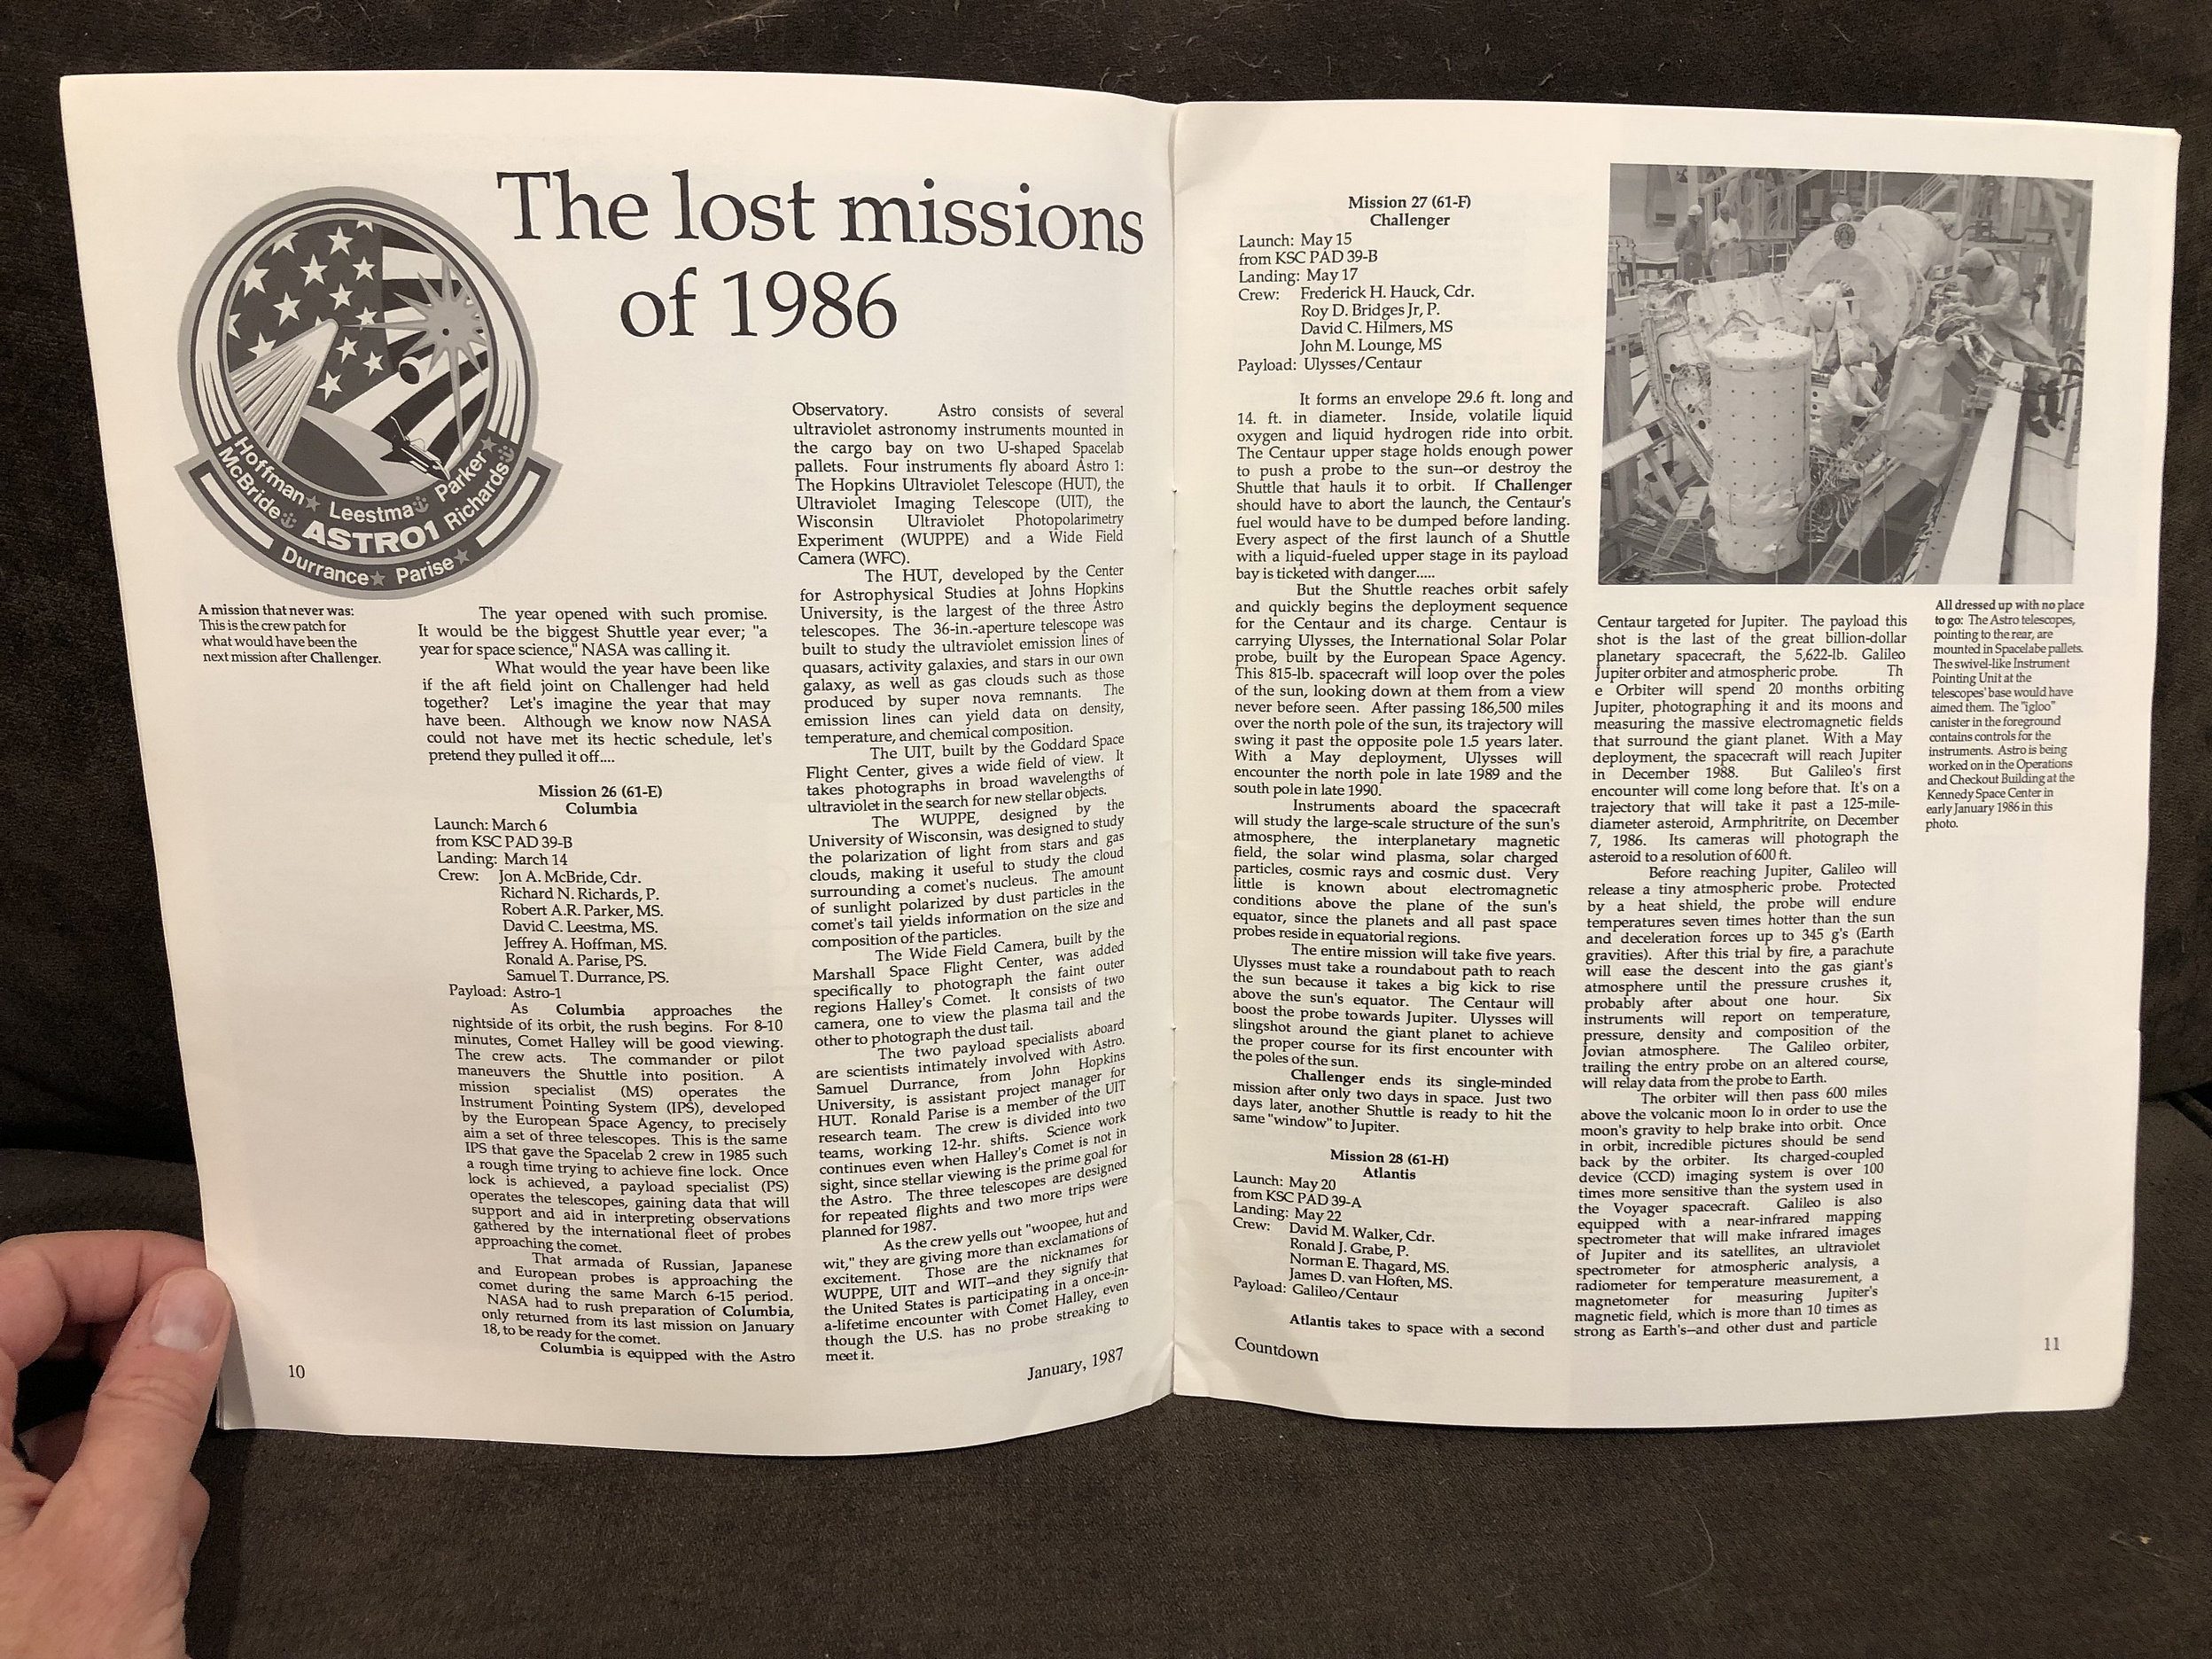 The lost missions
of 1986
Hoffman Leestma Parker
McBride ASTRO1 Richards
Durrance Parise
A mission that never was:
This is the crew patch for
what would have been the
next mission after Challenger.
The year opened with such promise.
It would be the biggest Shuttle year ever; "a
year for space science," NASA was calling it.
What would the year have been like
if the aft field joint on Challenger had held
together? Let's imagine the year that may
have been. Although we know now NASA
could not have met its hectic schedule, let's
pretend they pulled it off....
Mission 26 (61-E)
Columbia
Launch: March 6
from KSC PAD 39-B
Landing: March 14
Crew: Jon A. McBride, Cdr.
Richard N. Richards, P.
Robert A.R. Parker, MS.
David C. Leestma, MS.
Jeffrey A. Hoffman, MS.
Ronald A. Parise, PS.
Samuel T. Durrance, PS.
Payload: Astro-1
As Columbia approaches the
nightside of its orbit, the rush begins. For 8-10
minutes, Comet Halley will be good viewing.
The crew acts. The commander or pilot
maneuvers the Shuttle into position. A
mission specialist (MS) operates the
Instrument Pointing System (IPS), developed
by the European Space Agency, to precisely
aim a set of three telescopes. This is the same
IPS that gave the Spacelab 2 crew in 1985 such
a rough time trying to achieve fine lock. Once
lock is achieved, a payload specialist (PS)
operates the telescopes, gaining data that will
support and aid in interpreting observations
gathered by the international fleet of probes
approaching the comet.
That armada of Russian, Japanese
and European probes is approaching the
comet during the same March 6-15 period.
NASA had to rush preparation of Columbia,
only returned from its last mission on January
18, to be ready for the comet.
Columbia is equipped with the Astro
Observatory. Astro consists of several
ultraviolet astronomy instruments mounted in
the cargo bay on two U-shaped Spacelab
pallets. Four instruments fly aboard Astro 1:
The Hopkins Ultraviolet Telescope (HUT), the
Ultraviolet Imaging Telescope (UIT), the
Wisconsin Ultraviolet Photopolarimetry
Experiment (WUPPE) and a Wide Field
Camera (WFC).
The HUT, developed by the Center
for Astrophysical Studies at Johns Hopkins
University, is the largest of the three Astro
telescopes. The 36-in.-aperture telescope was
built to study the ultraviolet emission lines of
quasars, activity galaxies, and stars in our own
galaxy, as well as gas clouds such as those
produced by super nova remnants. The
emission lines can yield data on density,
temperature, and chemical composition.
The UIT, built by the Goddard Space
Flight Center, gives a wide field of view. It
takes photographs in broad wavelengths of
ultraviolet in the search for new stellar objects.
The WUPPE, designed by the
University of Wisconsin, was designed to study
the polarization of light from stars and gas
clouds, making it useful to study the cloud
surrounding a comet's nucleus. The amount
of sunlight polarized by dust particles in the
comet's tail yields information on the size and
composition of the particles.
The Wide Field Camera, built by the
Marshall Space Flight Center, was added
specifically to photograph the faint outer
regions Halley's Comet. It consists of two
camera, one to view the plasma tail and the
other to photograph the dust tail.
The two payload specialists aboard
are scientists intimately involved with Astro.
Samuel Durrance, from John Hopkins
University, is assistant project manager for
HUT. Ronald Parise is a member of the UIT
research team. The crew is divided into two
teams, working 12-hr. shifts. Science work
continues even when Halley's Comet is not in
sight, since stellar viewing is the prime goal for
the Astro. The three telescopes are designed
for repeated flights and two more trips were
planned for 1987.
As the crew yells out "woopee, hut and
wit," they are giving more than exclamations of
excitement. Those are the nicknames for
WUPPE, UIT and WIT--and they signify that
the United States is participating in a once-in-
a-lifetime encounter with Comet Halley, even
though the U.S. has no probe streaking to
meet it.
10
January, 1987
Mission 27 (61-F)
Challenger
Launch: May 15
from KSC PAD 39-B
Landing: May 17
Crew: Frederick H. Hauck, Cdr.
Roy D. Bridges Jr, P.
David C. Hilmers, MS
John M. Lounge, MS
Payload: Ulysses/Centaur
It forms an envelope 29.6 ft. long and
14. ft. in diameter. Inside, volatile liquid
oxygen and liquid hydrogen ride into orbit.
The Centaur upper stage holds enough power
to push a probe to the sun--or destroy the
Shuttle that hauls it to orbit. If Challenger
should have to abort the launch, the Centaur's
fuel would have to be dumped before landing.
Every aspect of the first launch of a Shuttle
with a liquid-fueled upper stage in its payload
bay is ticketed with danger.....
But the Shuttle reaches orbit safely
and quickly begins the deployment sequence
for the Centaur and its charge. Centaur is
carrying Ulysses, the International Solar Polar
probe, built by the European Space Agency.
This 815-lb. spacecraft will loop over the poles
of the sun, looking down at them from a view
never before seen. After passing 186,500 miles
over the north pole of the sun, its trajectory will
swing it past the opposite pole 1.5 years later.
With a May deployment, Ulysses will
encounter the north pole in late 1989 and the
south pole in late 1990.
Instruments aboard the spacecraft
will study the large-scale structure of the sun's
atmosphere, the interplanetary magnetic
field, the solar wind plasma, solar charged
particles, cosmic rays and cosmic dust. Very
little is known about electromagnetic
conditions above the plane of the sun's
equator, since the planets and all past space
probes reside in equatorial regions.
The entire mission will take five years.
Ulysses must take a roundabout path to reach
the sun because it takes a big kick to rise
above the sun's equator. The Centaur will
boost the probe towards Jupiter. Ulysses will
slingshot around the giant planet to achieve
the proper course for its first encounter with
the poles of the sun.
Challenger ends its single-minded
mission after only two days in space. Just two
days later, another Shuttle is ready to hit the
same "window" to Jupiter.
Mission 28 (61-H)
Atlantis
Launch: May 20
from KSC PAD 39-A
Landing: May 22
Crew: David M. Walker, Cdr.
Ronald J. Grabe, P.
Norman E. Thagard, MS.
James D. van Hoften, MS.
Payload: Galileo/Centaur
Atlantis takes to space with a second
Centaur targeted for Jupiter. The payload this
shot is the last of the great billion-dollar
planetary spacecraft, the 5,622-lb. Galileo
Jupiter orbiter and atmospheric probe. Th
e Orbiter will spend 20 months orbiting
Jupiter, photographing it and its moons and
measuring the massive electromagnetic fields
that surround the giant planet. With a May
deployment, the spacecraft will reach Jupiter
in December 1988. But Galileo's first
encounter will come long before that. It's on a
trajectory that will take it past a 125-mile-
diameter asteroid, Armphritrite, on December
7, 1986. Its cameras will photograph the
asteroid to a resolution of 600 ft.
Before reaching Jupiter, Galileo will
release a tiny atmospheric probe. Protected
by a heat shield, the probe will endure
temperatures seven times hotter than the sun
and deceleration forces up to 345 g's (Earth
gravities). After this trial by fire, a parachute
will ease the descent into the gas giant's
atmosphere until the pressure crushes it,
probably after about one hour. Six
instruments will report on temperature,
pressure, density and composition of the
Jovian atmosphere. The Galileo orbiter,
trailing the entry probe on an altered course,
will relay data from the probe to Earth.
The orbiter will then pass 600 miles
above the volcanic moon Io in order to use the
moon's gravity to help brake into orbit. Once
in orbit, incredible pictures should be send
back by the orbiter. Its charged-coupled
device (CCD) imaging system is over 100
times more sensitive than the system used in
the Voyager spacecraft. Galileo is also
equipped with a near-infrared mapping
spectrometer that will make infrared images
of Jupiter and its satellites, an ultraviolet
spectrometer for atmospheric analysis, a
radiometer for temperature measurement, a
magnetometer for measuring Jupiter's
magnetic field, which is more than 10 times as
strong as Earth's--and other dust and particle
All dressed up with no place
to go: The Astro telescopes,
pointing to the rear, are
mounted in Spacelabe pallets.
The swivel-like Instrument
Pointing Unit at the
telescopes' base would have
aimed them. The "igloo"
canister in the foreground
contains controls for the
instruments. Astro is being
worked on in the Operations
and Checkout Building at the
Kennedy Space Center in
early January 1986 in this
photo.
Countdown
11